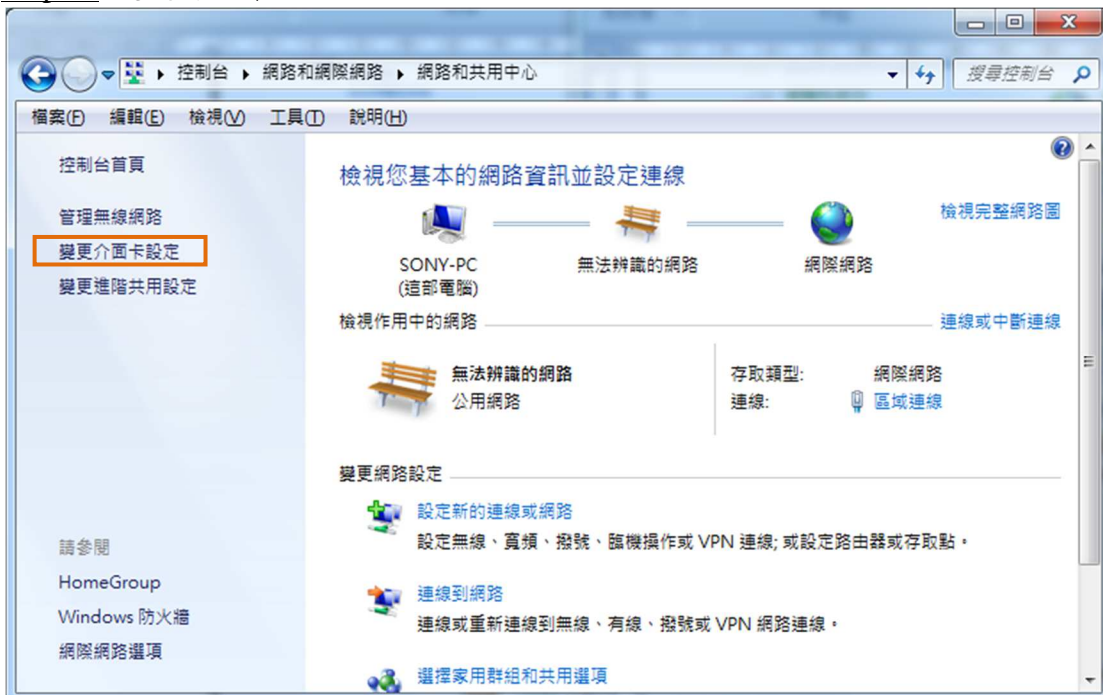 控制台 ▸ 網路和網際網路 ▸ 網路和共用中心
搜尋控制台
檔案(F) 編輯(E) 檢視(V) 工具(T) 說明(H)
控制台首頁
管理無線網路
變更介面卡設定
變更進階共用設定
請參閱
HomeGroup
Windows 防火牆
網際網路選項
檢視您基本的網路資訊並設定連線
檢視完整網路圖
SONY-PC
(這部電腦)
無法辨識的網路
網際網路
檢視作用中的網路
連線或中斷連線
無法辨識的網路
公用網路
存取類型: 網際網路
連線: 區域連線
變更網路設定
設定新的連線或網路
設定無線、寬頻、撥號、臨機操作或 VPN 連線; 或設定路由器或存取點。
連線到網路
連線或重新連線到無線、有線、撥號或 VPN 網路連線。
選擇家用群組和共用選項